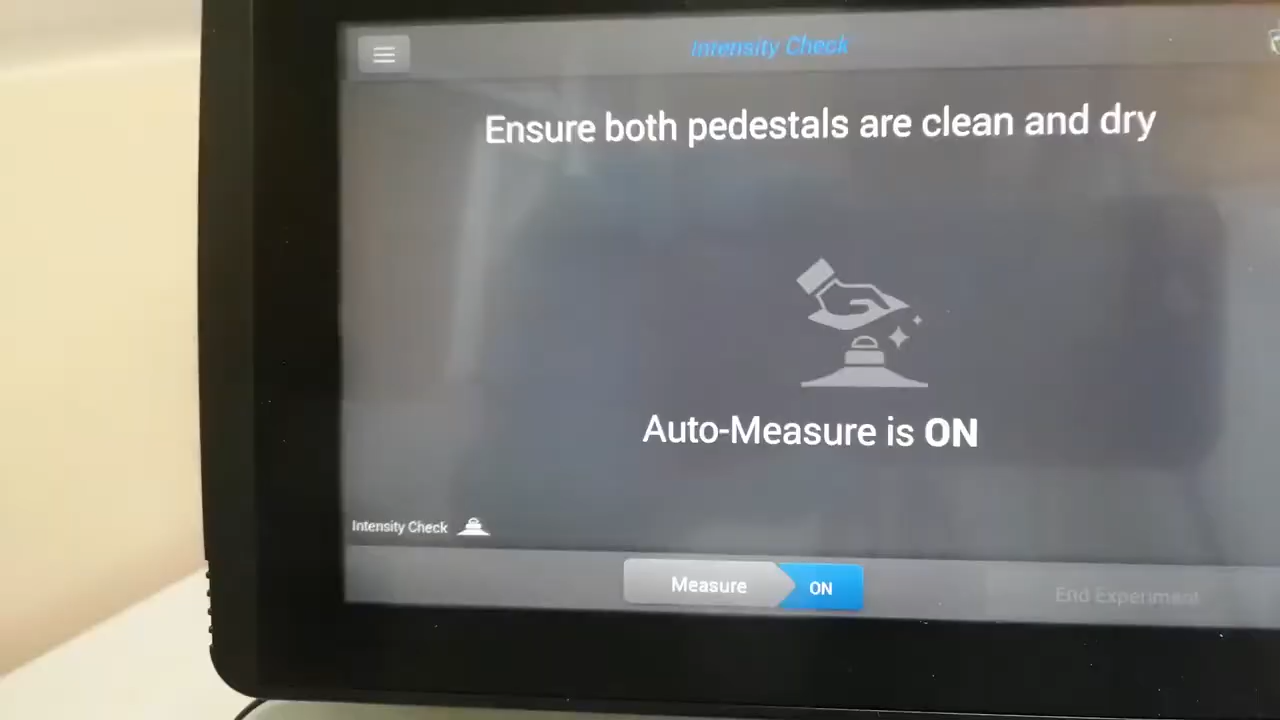 Intensity Check
Ensure both pedestals are clean and dry
Auto-Measure is ON
Intensity Check
Measure ON
End Experiment